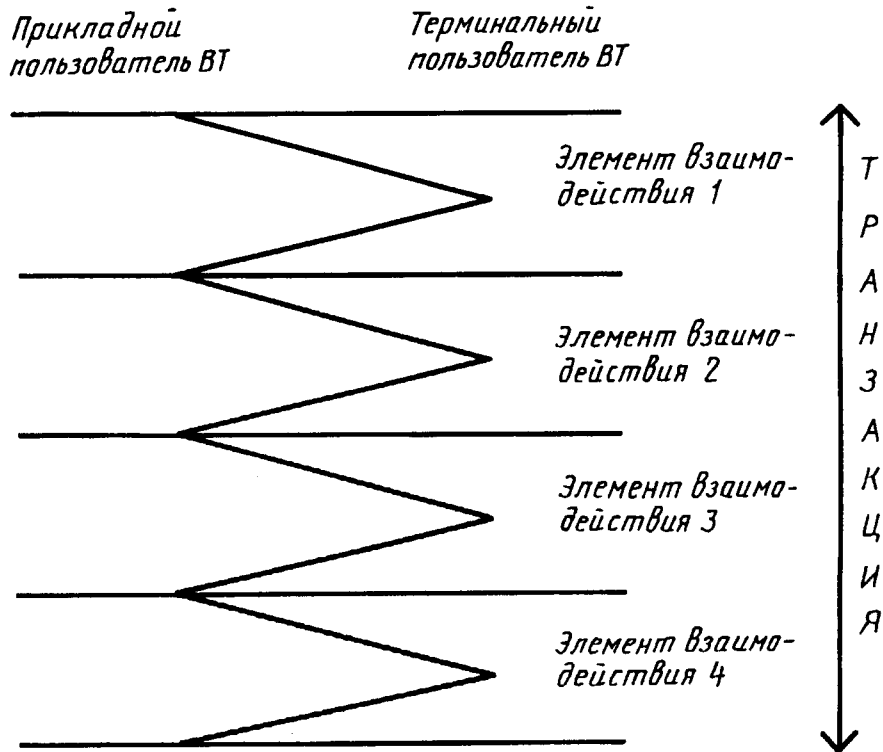 Прикладной
пользователь ВТ
Терминальный
пользователь ВТ
Элемент взаимо-
действия 1
Элемент взаимо-
действия 2
Элемент взаимо-
действия 3
Элемент взаимо-
действия 4
ТРАНЗАКЦИЯ